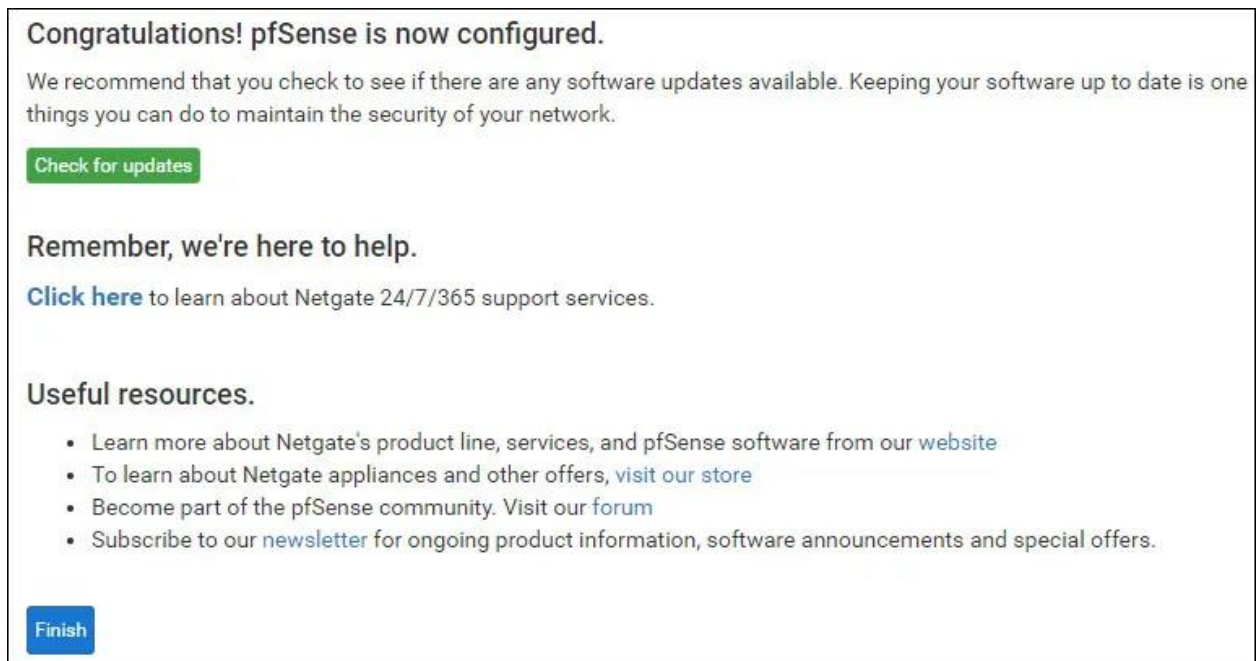 Congratulations! pfSense is now configured.
We recommend that you check to see if there are any software updates available. Keeping your software up to date is one
things you can do to maintain the security of your network.
Check for updates
Remember, we're here to help.
Click here to learn about Netgate 24/7/365 support services.
Useful resources.
• Learn more about Netgate's product line, services, and pfSense software from our website
• To learn about Netgate appliances and other offers, visit our store
• Become part of the pfSense community. Visit our forum
• Subscribe to our newsletter for ongoing product information, software announcements and special offers.
Finish